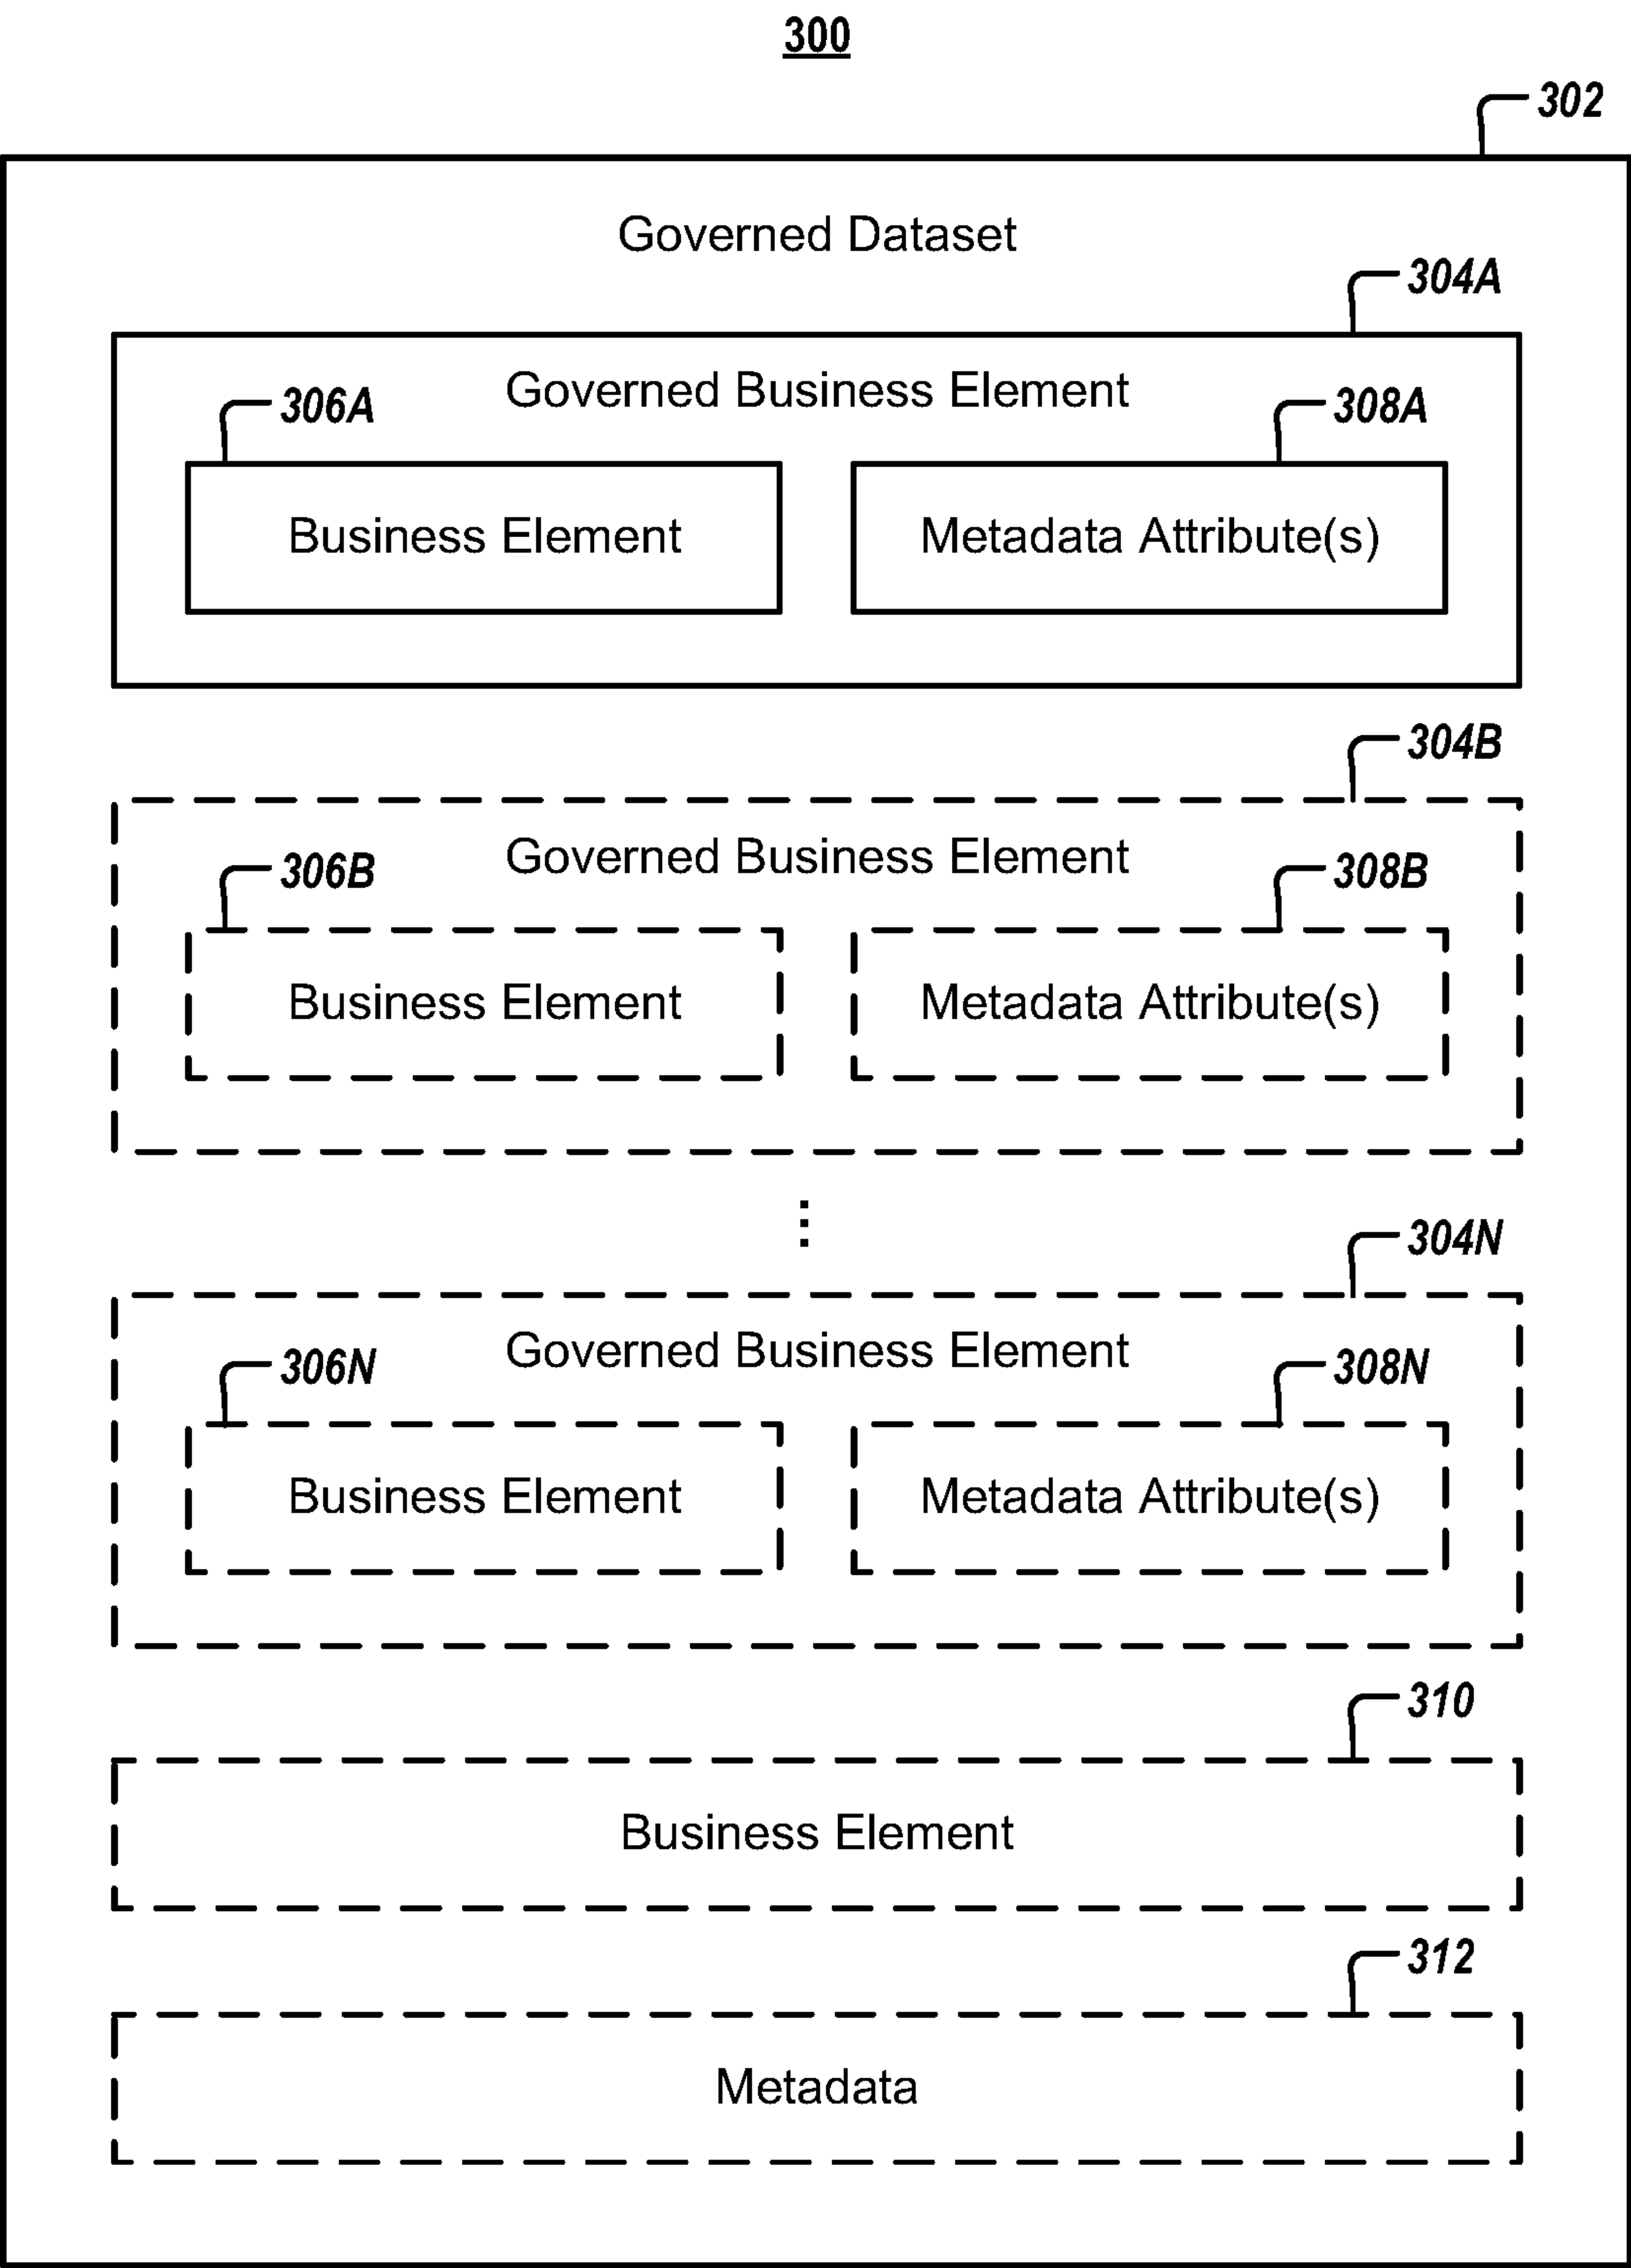 300
302
Governed Dataset
304A
Governed Business Element
306A
308A
Business Element
Metadata Attribute(s)
304B
Governed Business Element
306B
308B
Business Element
Metadata Attribute(s)
304N
Governed Business Element
306N
308N
Business Element
Metadata Attribute(s)
310
Business Element
312
Metadata